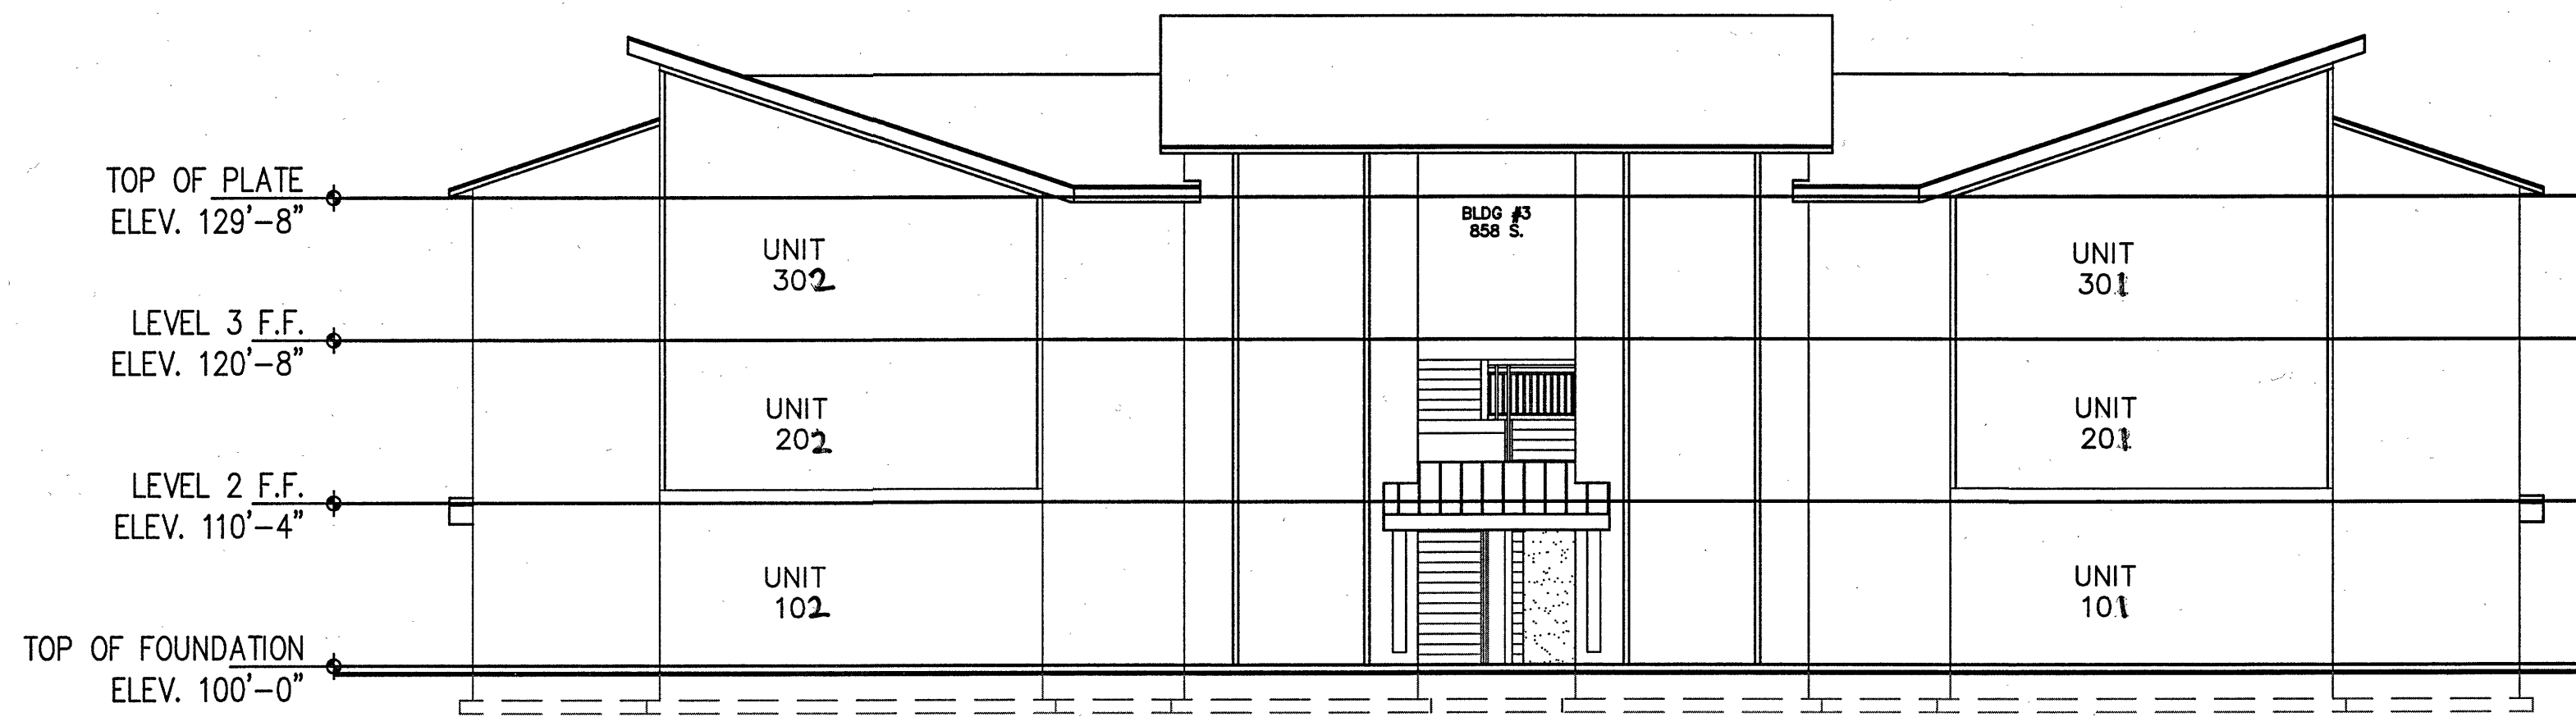 TOP OF PLATE
ELEV. 129'-8"
LEVEL 3 F.F.
ELEV. 120'-8"
LEVEL 2 F.F.
ELEV. 110'-4"
TOP OF FOUNDATION
ELEV. 100'-0"
UNIT
302
UNIT
202
UNIT
102
BLDG #3
858 S.
UNIT
301
UNIT
201
UNIT
101